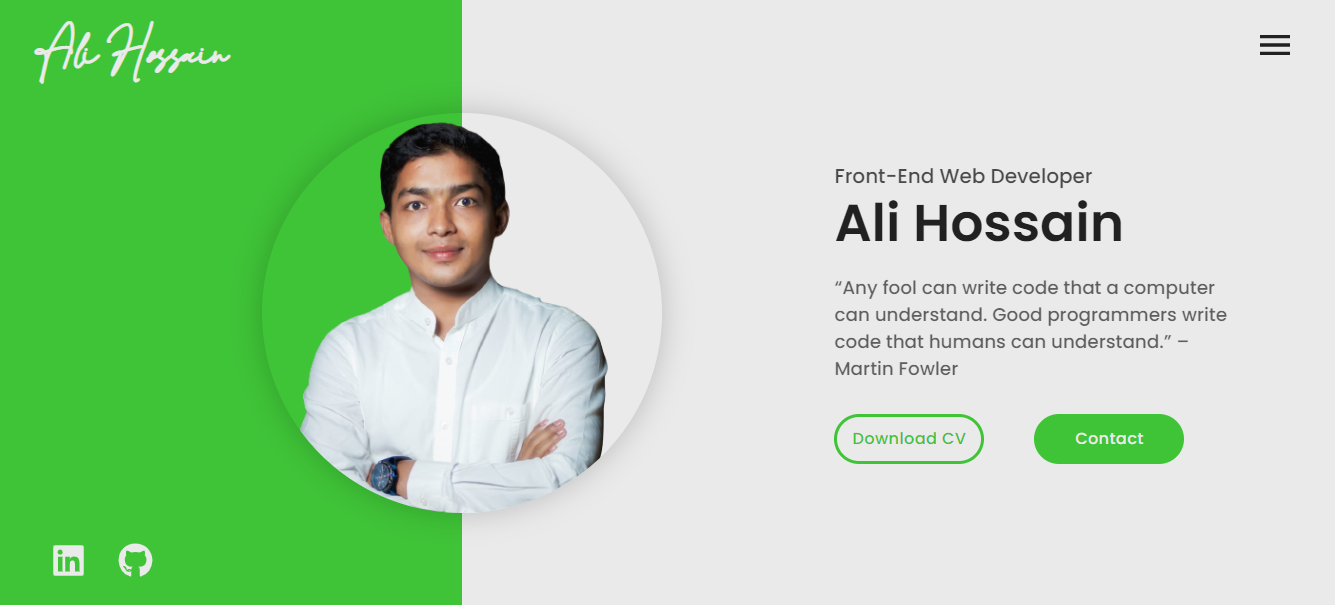 Ali Hossain
Front-End Web Developer
Ali Hossain
“Any fool can write code that a computer
can understand. Good programmers write
code that humans can understand.” –
Martin Fowler
Download CV
Contact
in